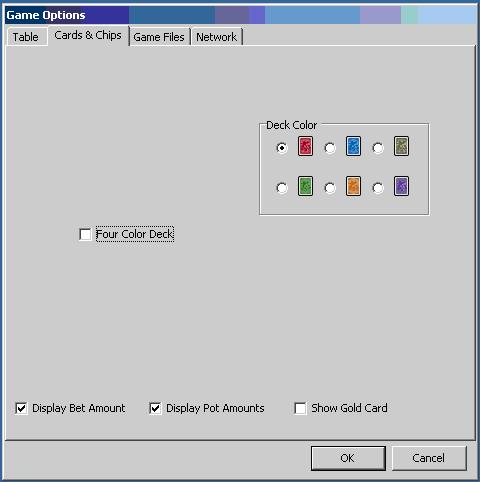 Game Options
Table Cards & Chips Game Files Network
Deck Color
Four Color Deck
Display Bet Amount Display Pot Amounts Show Gold Card
OK Cancel